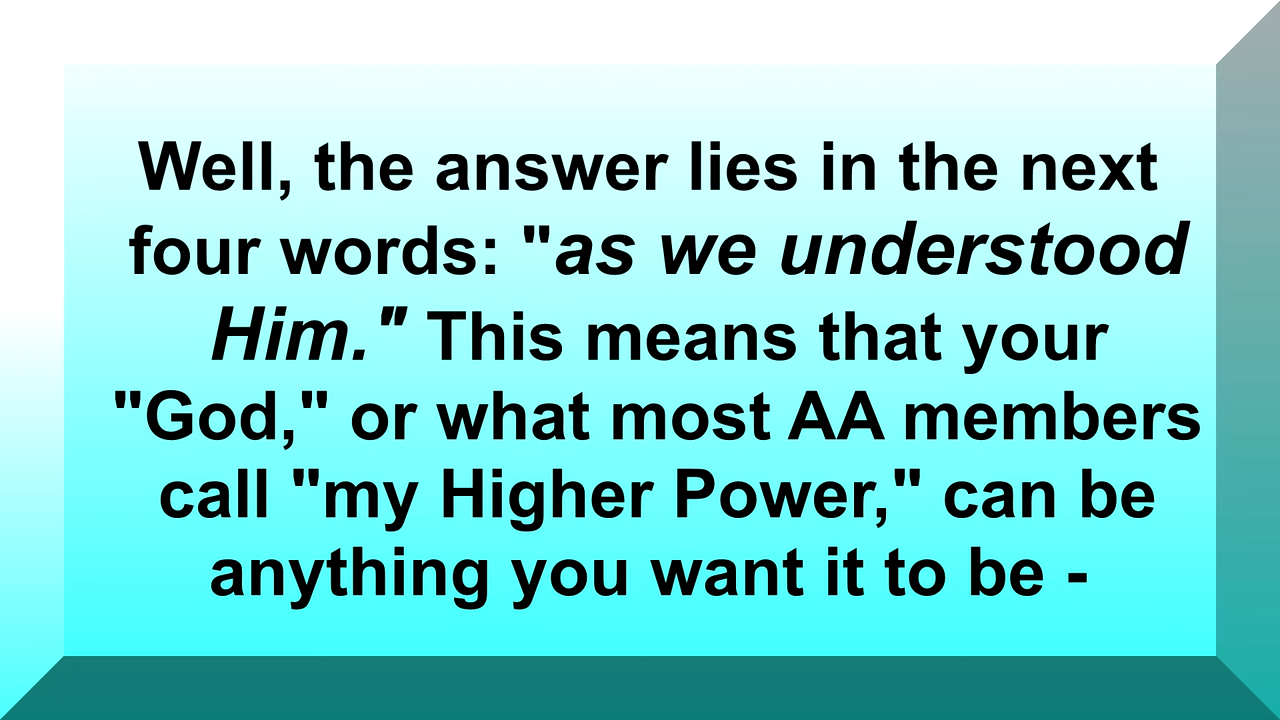 Well, the answer lies in the next
four words: "as we understood
Him." This means that your
"God," or what most AA members
call "my Higher Power," can be
anything you want it to be -